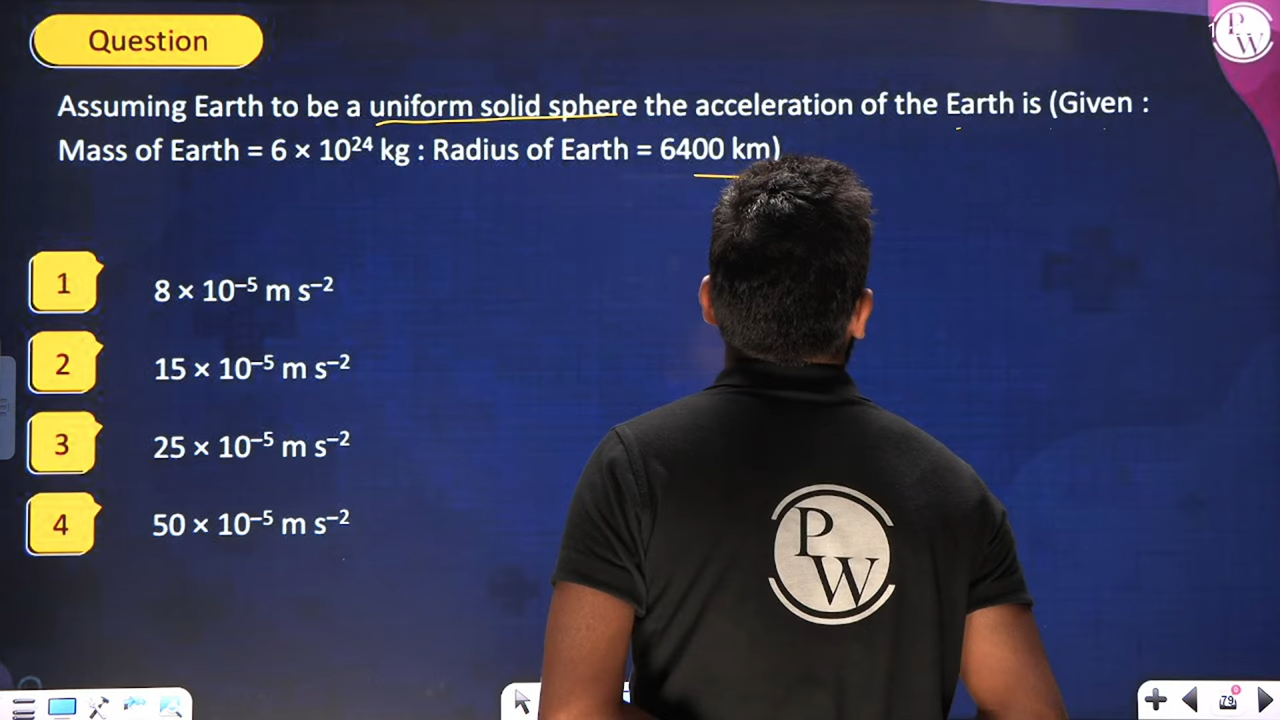 Question
Assuming Earth to be a uniform solid sphere the acceleration of the Earth is (Given :
Mass of Earth = 6 × 10²⁴ kg : Radius of Earth = 6400 km)
1 8 × 10⁻⁵ m s⁻²
2 15 × 10⁻⁵ m s⁻²
3 25 × 10⁻⁵ m s⁻²
4 50 × 10⁻⁵ m s⁻²
PW
PW
79